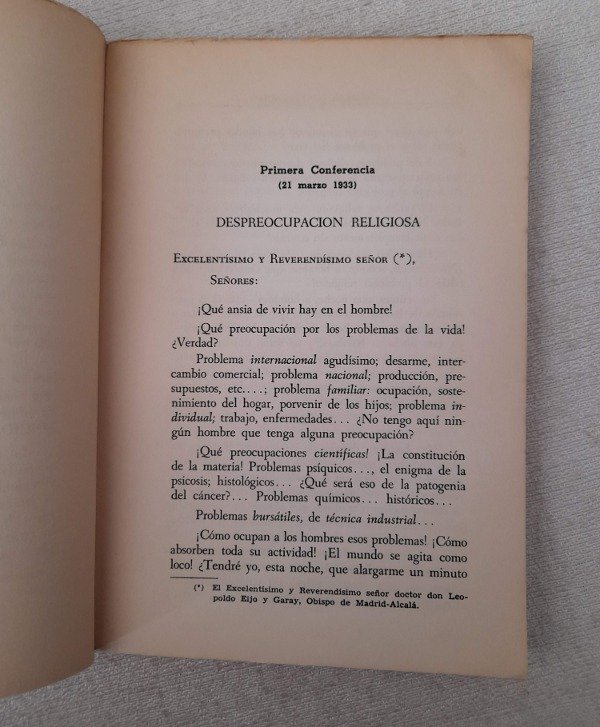 Primera Conferencia
(21 marzo 1933)
DESPREOCUPACION RELIGIOSA
Excelentísimo y Reverendísimo señor (*),
Señores:
¡Qué ansia de vivir hay en el hombre!
¡Qué preocupación por los problemas de la vida!
¿Verdad?
Problema internacional agudísimo; desarme, inter-
cambio comercial; problema nacional; producción, pre-
supuestos, etc....; problema familiar: ocupación, soste-
nimiento del hogar, porvenir de los hijos; problema in-
dividual; trabajo, enfermedades... ¿No tengo aquí nin-
gún hombre que tenga alguna preocupación?
¡Qué preocupaciones científicas! ¡La constitución
de la materia! Problemas psíquicos..., el enigma de la
psicosis; histológicos... ¿Qué será eso de la patogenia
del cáncer?... Problemas químicos... históricos...
Problemas bursátiles, de técnica industrial...
¡Cómo ocupan a los hombres esos problemas! ¡Cómo
absorben toda su actividad! ¡El mundo se agita como
loco! ¿Tendré yo, esta noche, que alargarme un minuto
(*) El Excelentísimo y Reverendísimo señor doctor don Leo-
poldo Eijo y Garay, Obispo de Madrid-Alcalá.